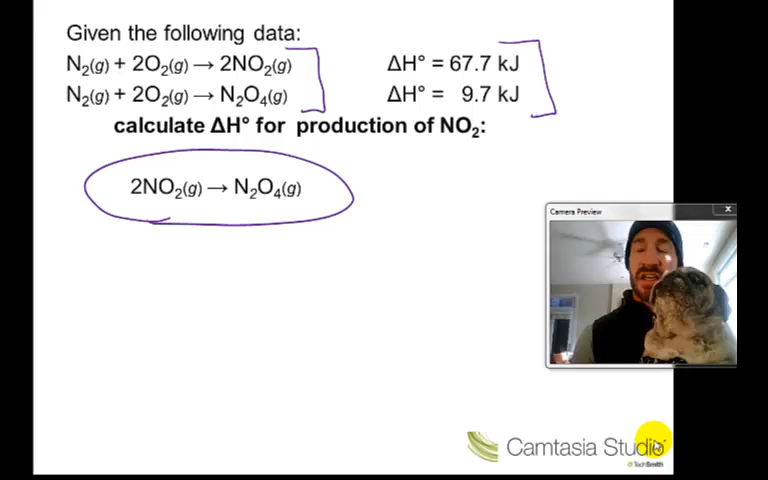 Given the following data:
N₂(g) + 2O₂(g) → 2NO₂(g) ΔH° = 67.7 kJ
N₂(g) + 2O₂(g) → N₂O₄(g) ΔH° = 9.7 kJ
calculate ΔH° for production of NO₂:
2NO₂(g) → N₂O₄(g)
Camera Preview
Camtasia Studio
TechSmith